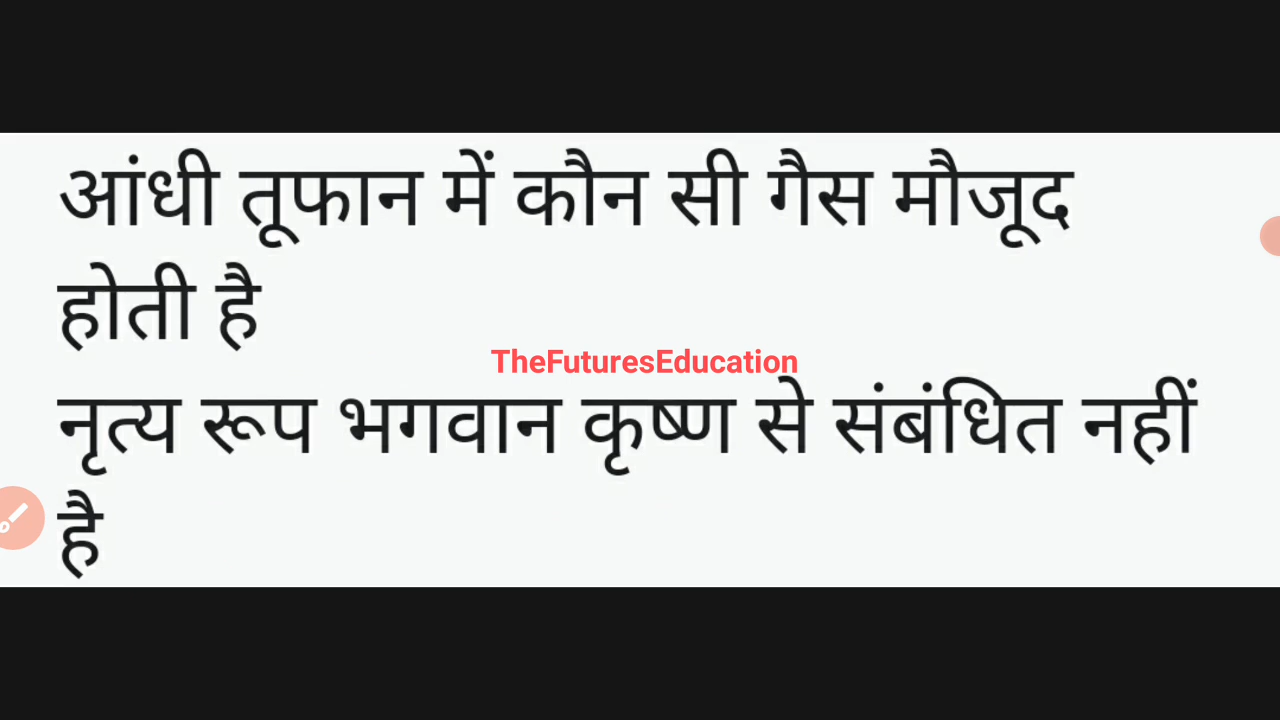 आंधी तूफान में कौन सी गैस मौजूद
होती है
TheFuturesEducation
नृत्य रूप भगवान कृष्ण से संबंधित नहीं
है